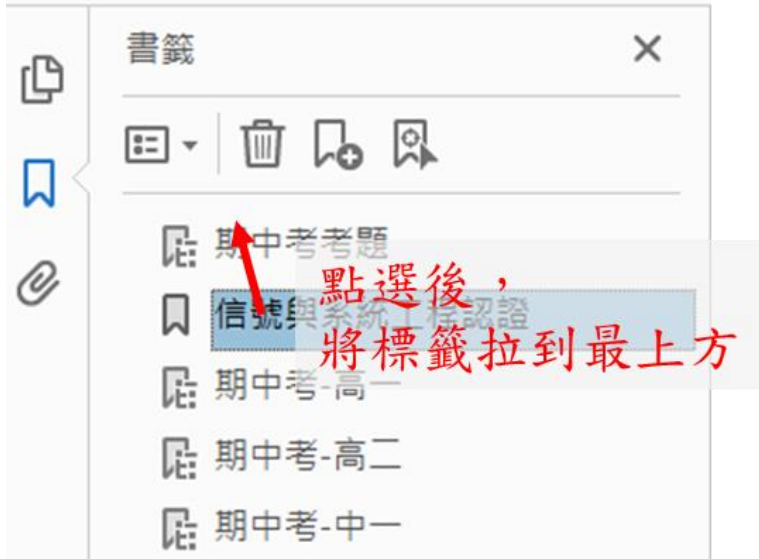 書籤
期中考考題
信號與系統工程認證
點選後，
將標籤拉到最上方
期中考-高一
期中考-高二
期中考-中一